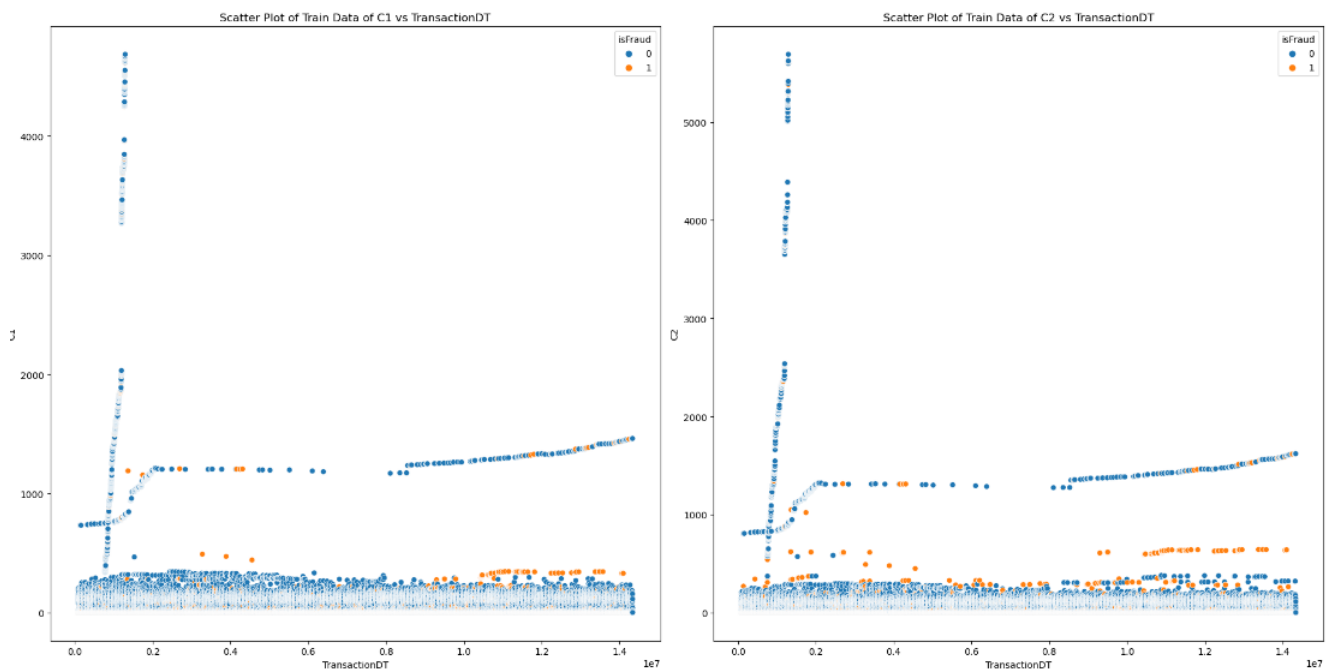 Scatter Plot of Train Data of C1 vs TransactionDT
isFraud
0
1
4000
3000
2000
1000
0
C1
0.0 0.2 0.4 0.6 0.8 1.0 1.2 1.4
1e7
TransactionDT
Scatter Plot of Train Data of C2 vs TransactionDT
isFraud
0
1
5000
4000
3000
2000
1000
0
C2
0.0 0.2 0.4 0.6 0.8 1.0 1.2 1.4
1e7
TransactionDT